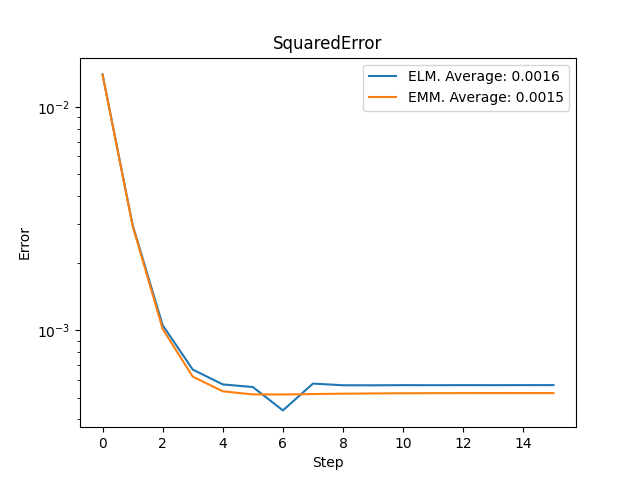 SquaredError
ELM. Average: 0.0016
EMM. Average: 0.0015
Error
10⁻²
10⁻³
0 2 4 6 8 10 12 14
Step